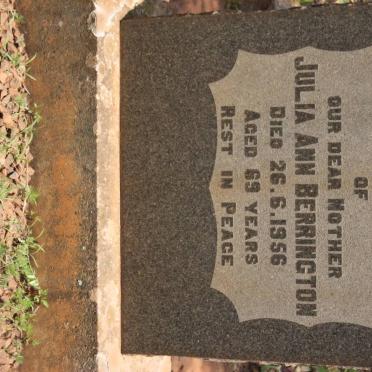 OF
OUR DEAR MOTHER
JULIA ANN BERRINGTON
DIED 26.6.1956
AGED 69 YEARS
REST IN PEACE